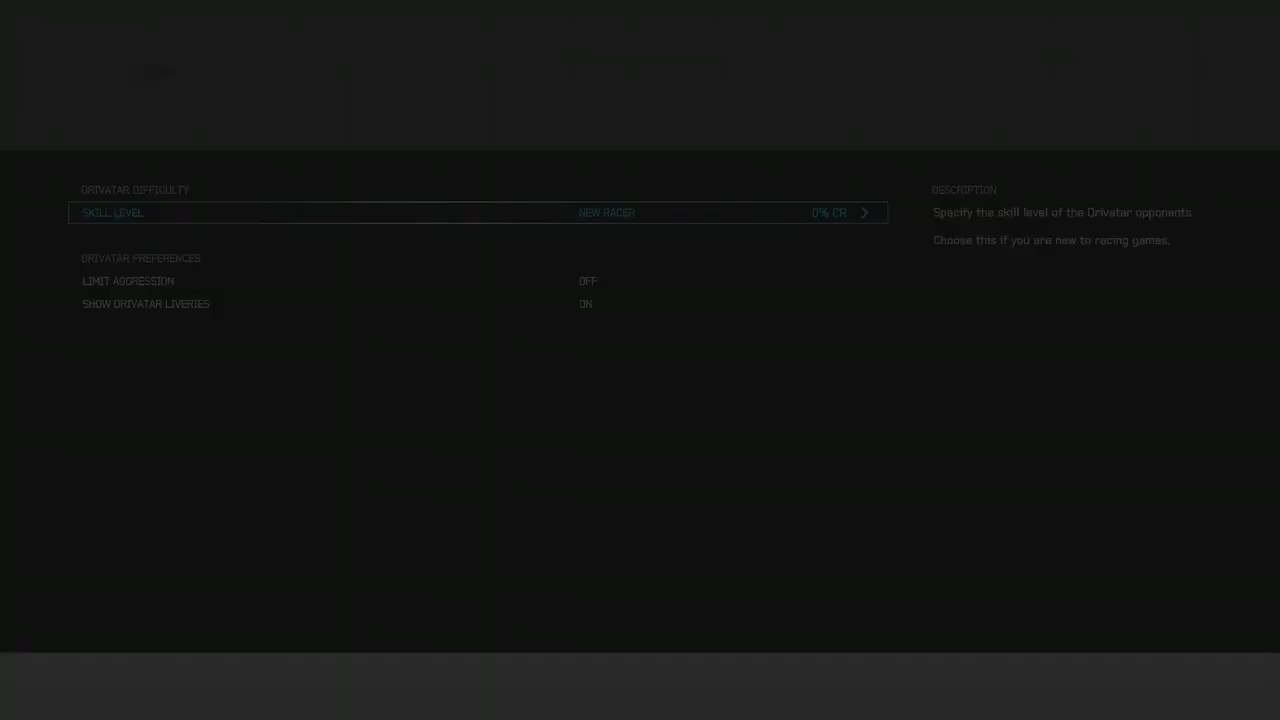 DRIVATAR DIFFICULTY
SKILL LEVEL NEW RACER 0% CR
DRIVATAR PREFERENCES
LIMIT AGGRESSION OFF
SHOW DRIVATAR LIVERIES ON
DESCRIPTION
Specify the skill level of the Drivatar opponents
Choose this if you are new to racing games.